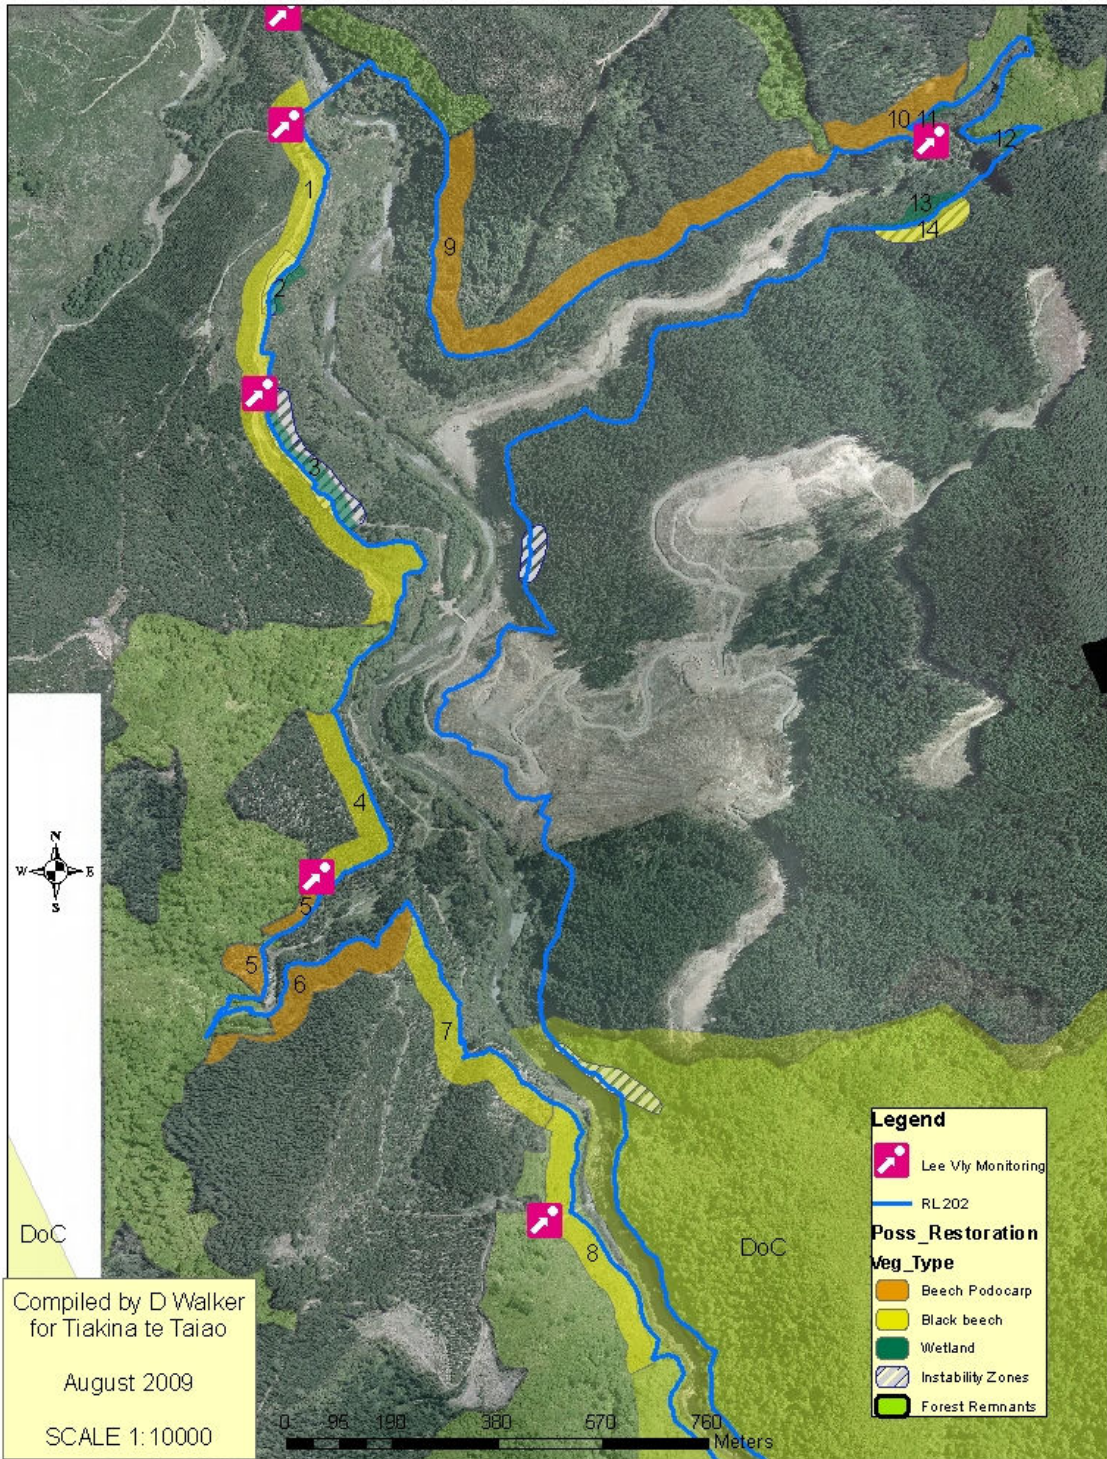 10 11
12
1
13
14
9
2
3
4
N
W E
S
5
5
6
7
8
DoC
DoC
Legend
Lee Vly Monitoring
RL202
Poss_Restoration
Veg_Type
Beech Podocarp
Black beech
Wetland
Instability Zones
Forest Remnants
Compiled by D Walker
for Tiakina te Taiao
August 2009
SCALE 1:10000
0 95 190 380 570 760
Meters